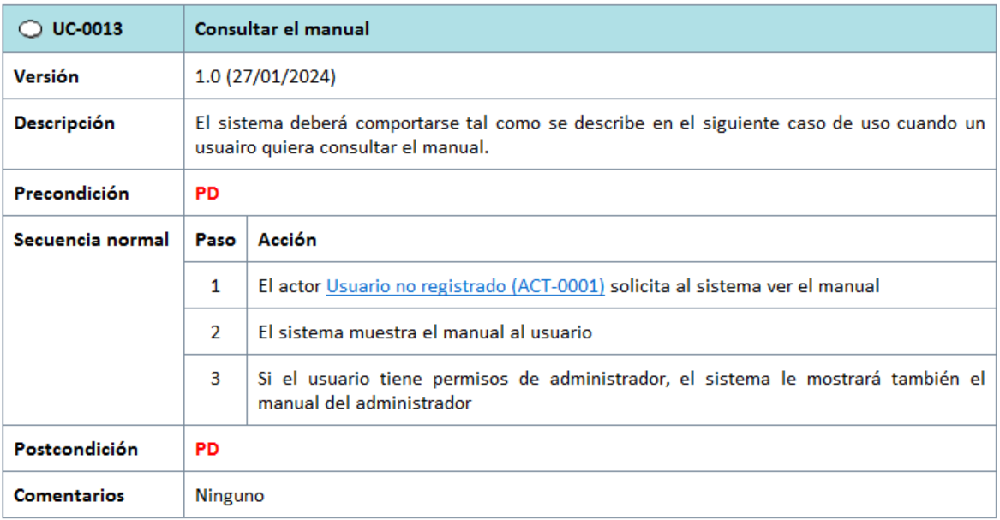 UC-0013 Consultar el manual
Versión 1.0 (27/01/2024)
Descripción El sistema deberá comportarse tal como se describe en el siguiente caso de uso cuando un
usuairo quiera consultar el manual.
Precondición PD
Secuencia normal Paso Acción
1 El actor Usuario no registrado (ACT-0001) solicita al sistema ver el manual
2 El sistema muestra el manual al usuario
3 Si el usuario tiene permisos de administrador, el sistema le mostrará también el
manual del administrador
Postcondición PD
Comentarios Ninguno